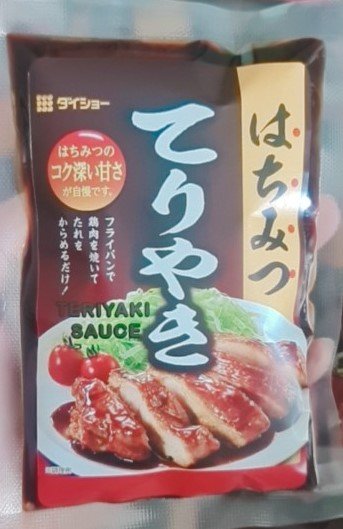 ダイショー
はちみつ
てりやき
はちみつの
コク深い甘さ
が自慢です。
フライパンで
鶏肉を焼いて
たれを
からめるだけ!
TERIYAKI
SAUCE